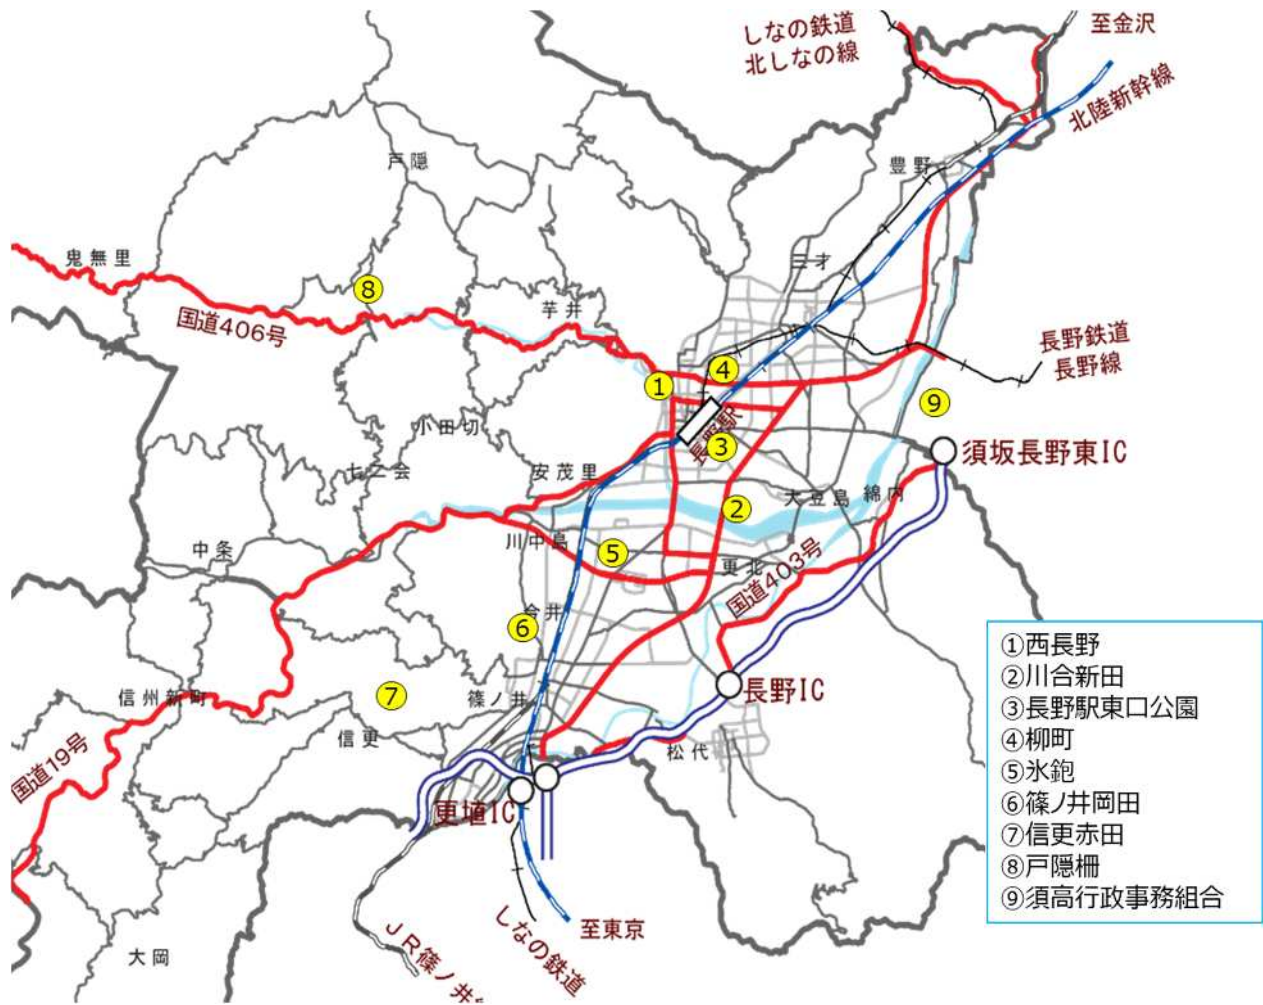 しなの鉄道
北しなの線
至金沢
北陸新幹線
戸隠
豊野
鬼無里
三才
⑧
国道406号
芋井
長野鉄道
長野線
④
①
⑨
小田切
長野駅
③
須坂長野東IC
七二会
安茂里
大豆島
綿内
②
中条
川中島
⑤
更北
国道403号
今井
⑥
①西長野
②川合新田
③長野駅東口公園
④柳町
⑤氷鉋
⑥篠ノ井岡田
⑦信更赤田
⑧戸隠柵
⑨須高行政事務組合
信州新町
⑦
篠ノ井
長野IC
信更
松代
国道19号
更埴IC
しなの鉄道
至東京
JR篠ノ井
大岡